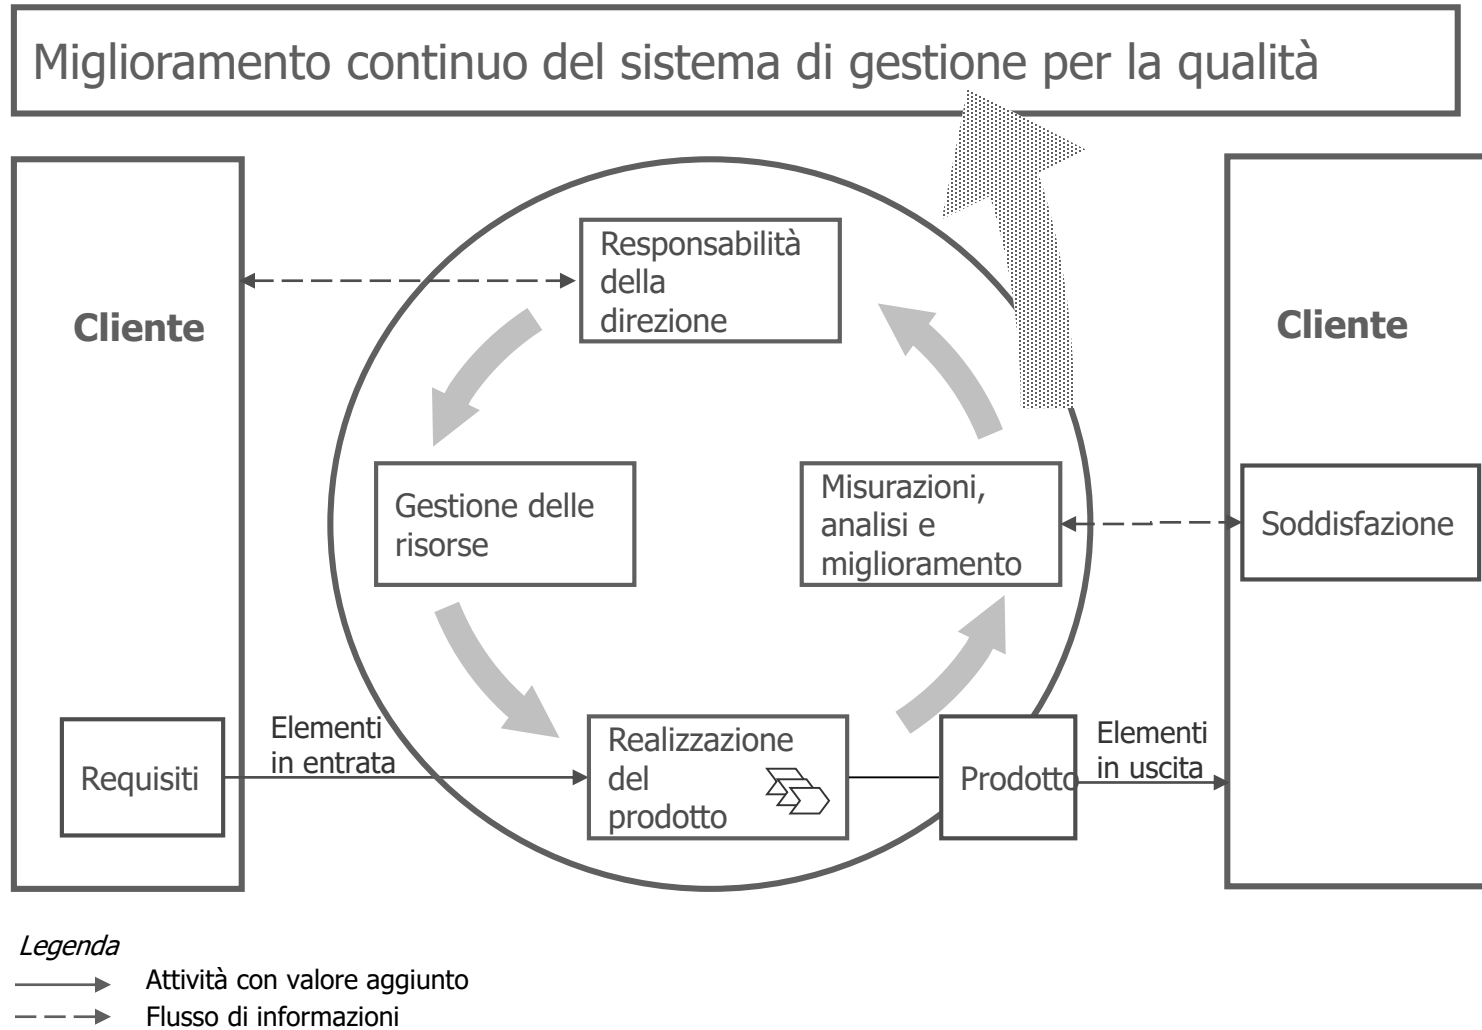 Miglioramento continuo del sistema di gestione per la qualità
Cliente
Responsabilità
della
direzione
Cliente
Gestione delle
risorse
Misurazioni,
analisi e
miglioramento
Soddisfazione
Requisiti
Elementi
in entrata
Realizzazione
del
prodotto
Prodotto
Elementi
in uscita
Legenda
Attività con valore aggiunto
Flusso di informazioni